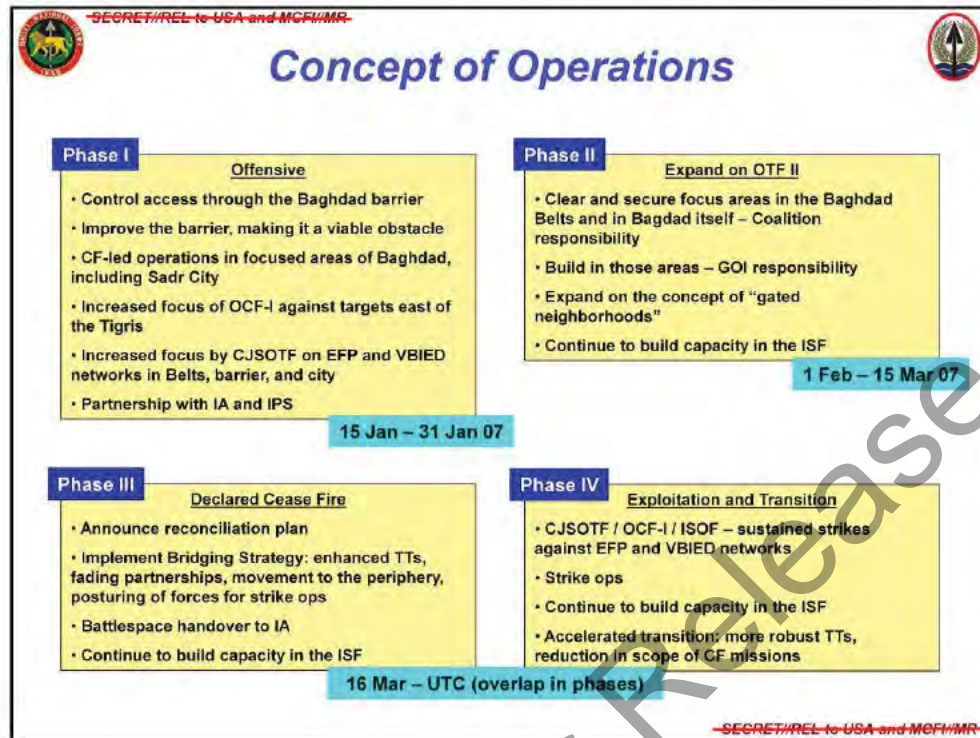 SECRET//REL to USA and MCFI//MR
Concept of Operations
Phase I
Offensive
• Control access through the Baghdad barrier
• Improve the barrier, making it a viable obstacle
• CF-led operations in focused areas of Baghdad,
including Sadr City
• Increased focus of OCF-I against targets east of
the Tigris
• Increased focus by CJSOTF on EFP and VBIED
networks in Belts, barrier, and city
• Partnership with IA and IPS
15 Jan – 31 Jan 07
Phase II
Expand on OTF II
• Clear and secure focus areas in the Baghdad
Belts and in Bagdad itself – Coalition
responsibility
• Build in those areas – GOI responsibility
• Expand on the concept of “gated
neighborhoods”
• Continue to build capacity in the ISF
1 Feb – 15 Mar 07
Phase III
Declared Cease Fire
• Announce reconciliation plan
• Implement Bridging Strategy: enhanced TTs,
fading partnerships, movement to the periphery,
posturing of forces for strike ops
• Battlespace handover to IA
• Continue to build capacity in the ISF
Phase IV
Exploitation and Transition
• CJSOTF / OCF-I / ISOF – sustained strikes
against EFP and VBIED networks
• Strike ops
• Continue to build capacity in the ISF
• Accelerated transition: more robust TTs,
reduction in scope of CF missions
16 Mar – UTC (overlap in phases)
SECRET//REL to USA and MCFI//MR
Release